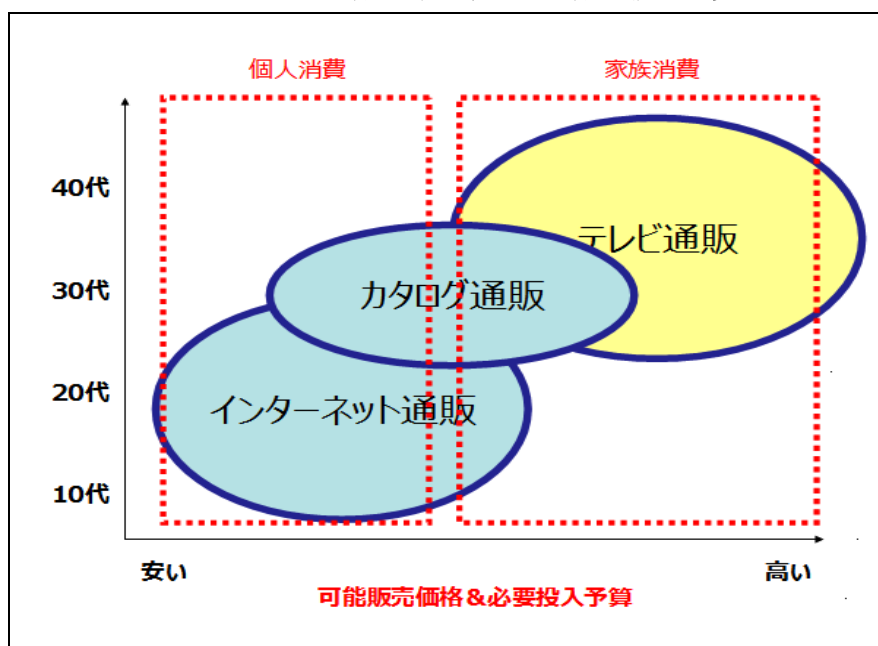 個人消費
家族消費
40代
テレビ通販
30代
カタログ通販
20代
インターネット通販
10代
安い
高い
可能販売価格&必要投入予算